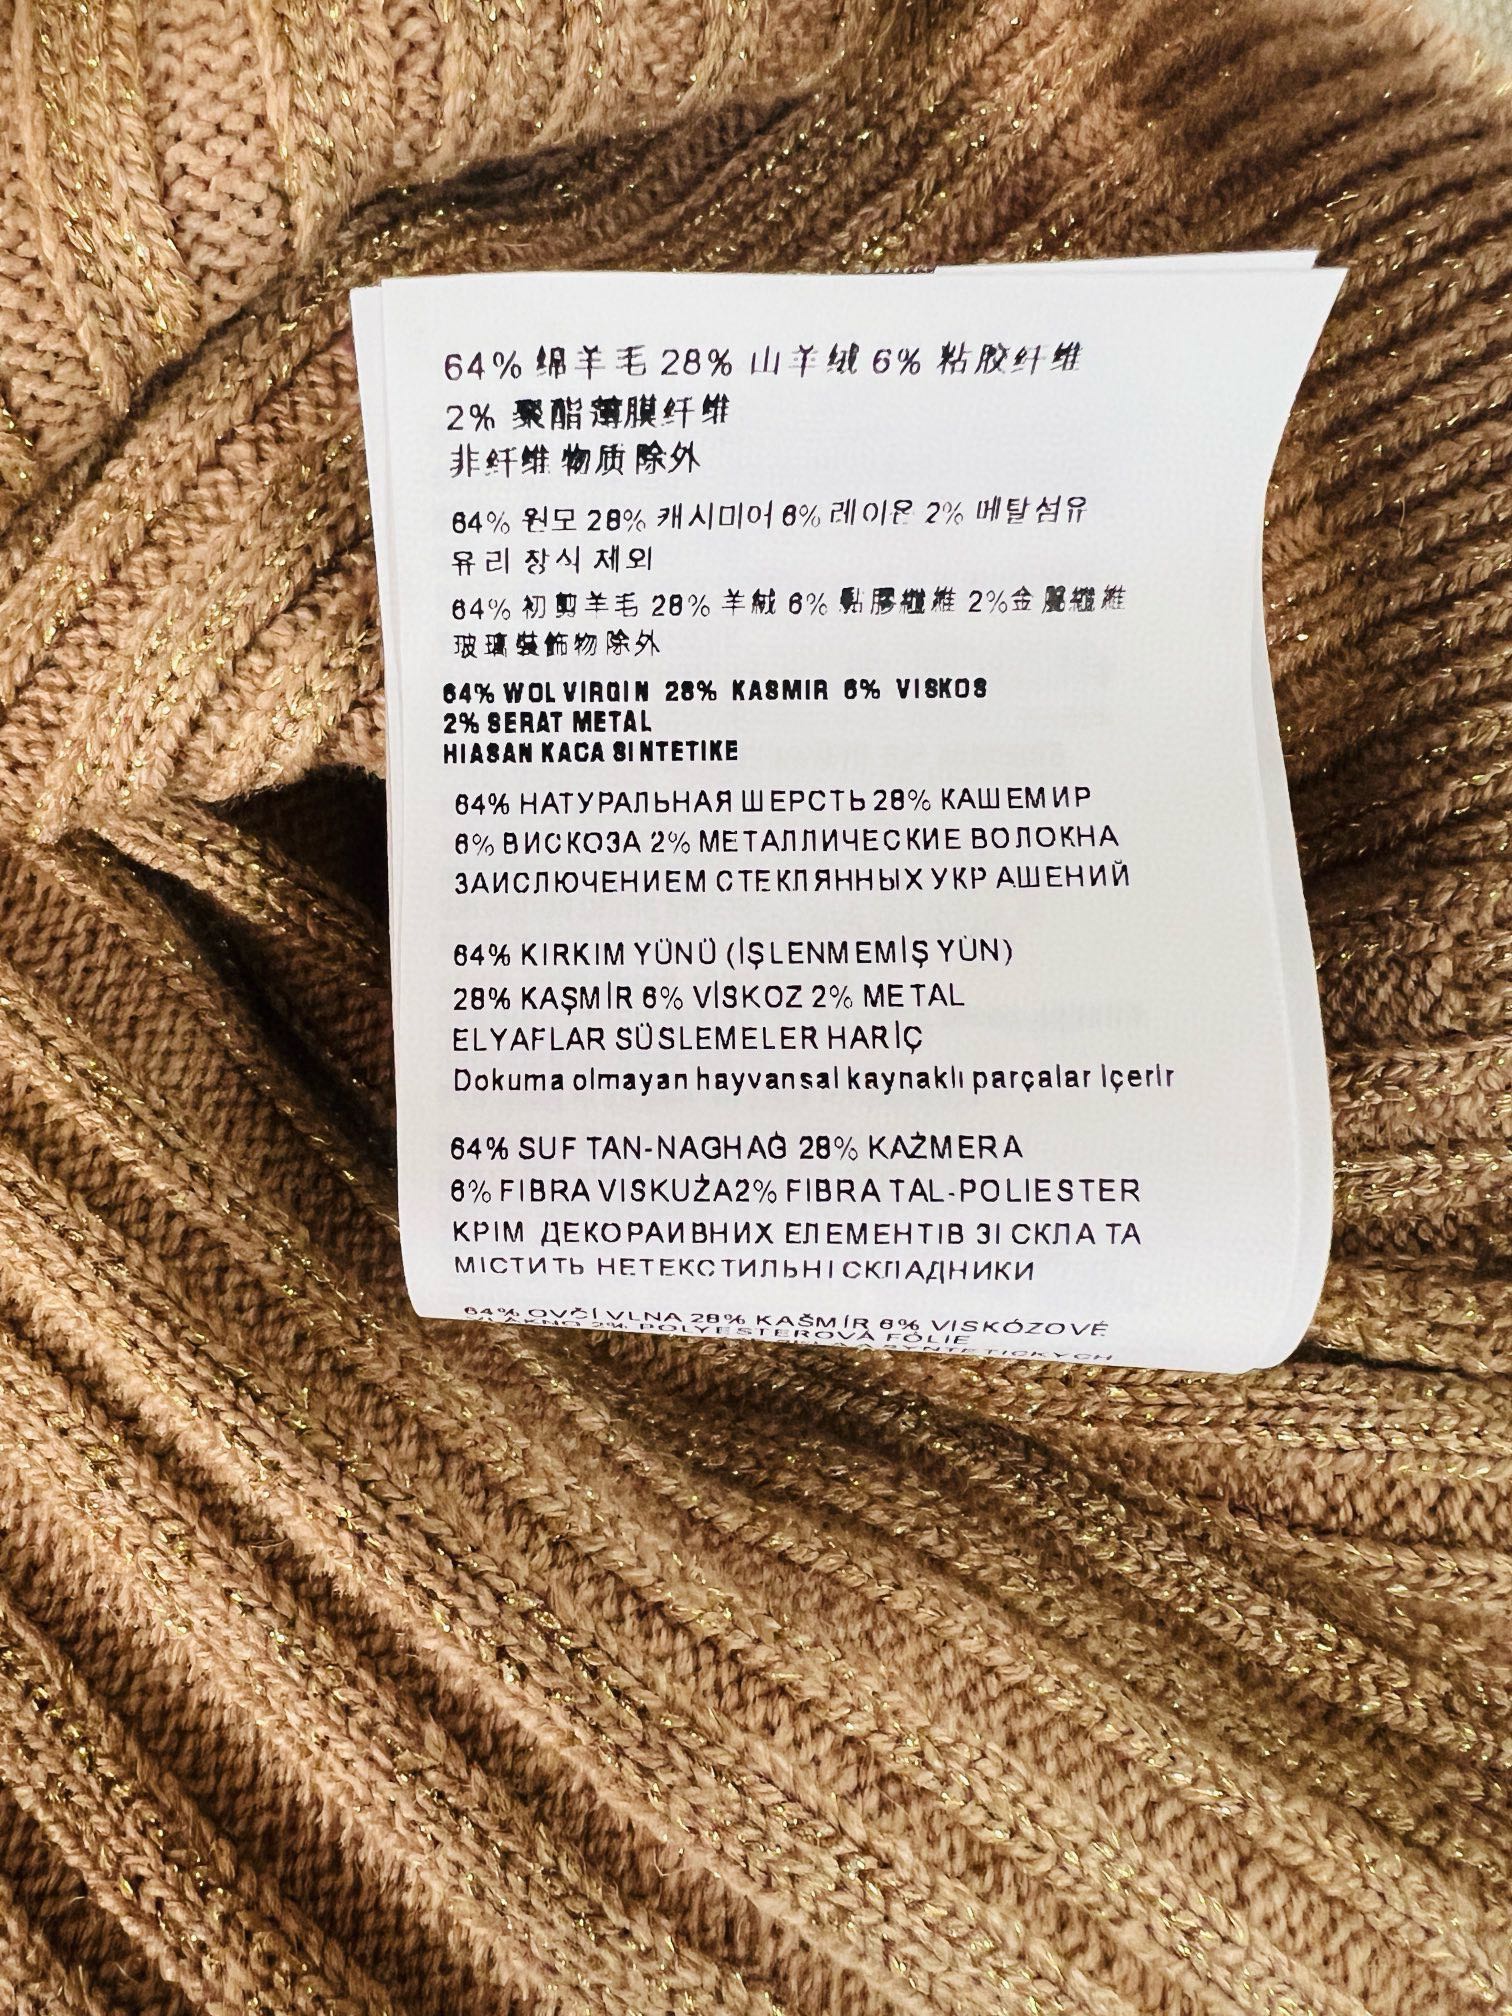 64% 绵羊毛 28% 山羊绒 6% 粘胶纤维
2% 聚酯薄膜纤维
非纤维物质除外
64% 원모 28% 캐시미어 6% 레이온 2% 메탈섬유
유리 장식 제외
64% 初剪羊毛 28% 羊絨 6% 黏膠纖維 2%金屬纖維
玻璃裝飾物除外
64% WOL VIRGIN 28% KASMIR 6% VISKOS
2% SERAT METAL
HIASAN KACA SINTETIKE
64% НАТУРАЛЬНАЯ ШЕРСТЬ 28% КАШЕМИР
6% ВИСКОЗА 2% МЕТАЛЛИЧЕСКИЕ ВОЛОКНА
ЗАИСЛЮЧЕНИЕМ СТЕКЛЯННЫХ УКРАШЕНИЙ
64% KIRKIM YÜNÜ (İŞLENMEMİŞ YÜN)
28% KAŞMİR 6% VİSKOZ 2% METAL
ELYAFLAR SÜSLEMELER HARİÇ
Dokuma olmayan hayvansal kaynaklı parçalar içerir
64% SUF TAN-NAGHAĠ 28% KAŻMERA
6% FIBRA VISKUŻA2% FIBRA TAL-POLIESTER
КРІМ ДЕКОРАИВНИХ ЕЛЕМЕНТІВ ЗІ СКЛА ТА
МІСТИТЬ НЕТЕКСТИЛЬНІ СКЛАДНИКИ
64% OVČÍ VLNA 28% KAŠMÍR 6% VISKÓZOVÉ
VLÁKNO 2% POLYESTEROVÁ FÓLIE
A SYNTETICKÝCH